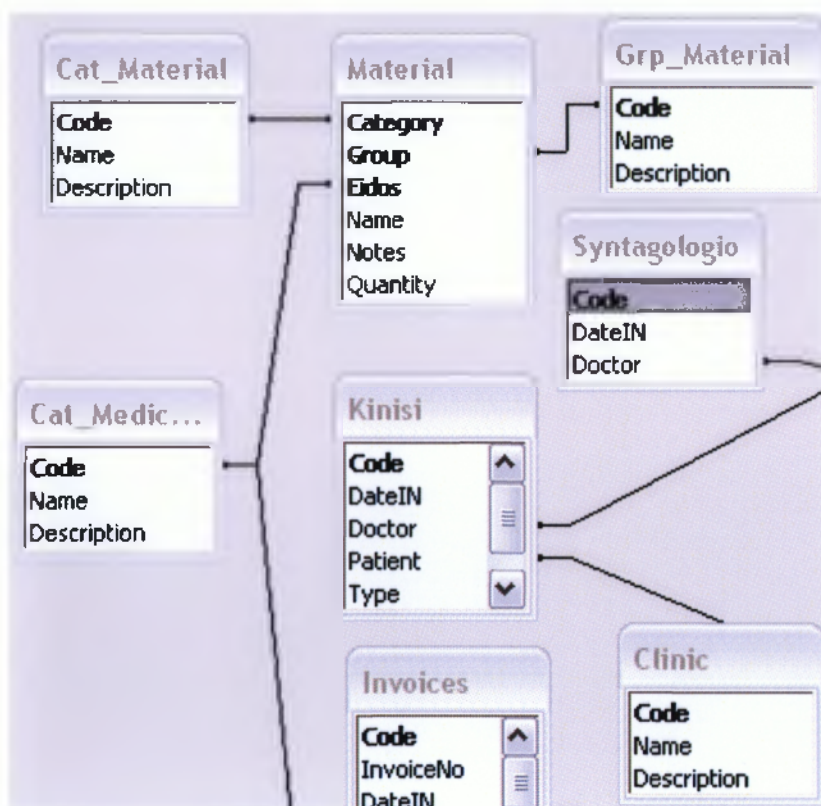 Cat_Material
Code
Name
Description
Material
Category
Group
Eidos
Name
Notes
Quantity
Grp_Material
Code
Name
Description
Syntagologio
Code
DateIN
Doctor
Cat_Medic...
Code
Name
Description
Kinisi
Code
DateIN
Doctor
Patient
Type
Invoices
Code
InvoiceNo
DateIN
Clinic
Code
Name
Description